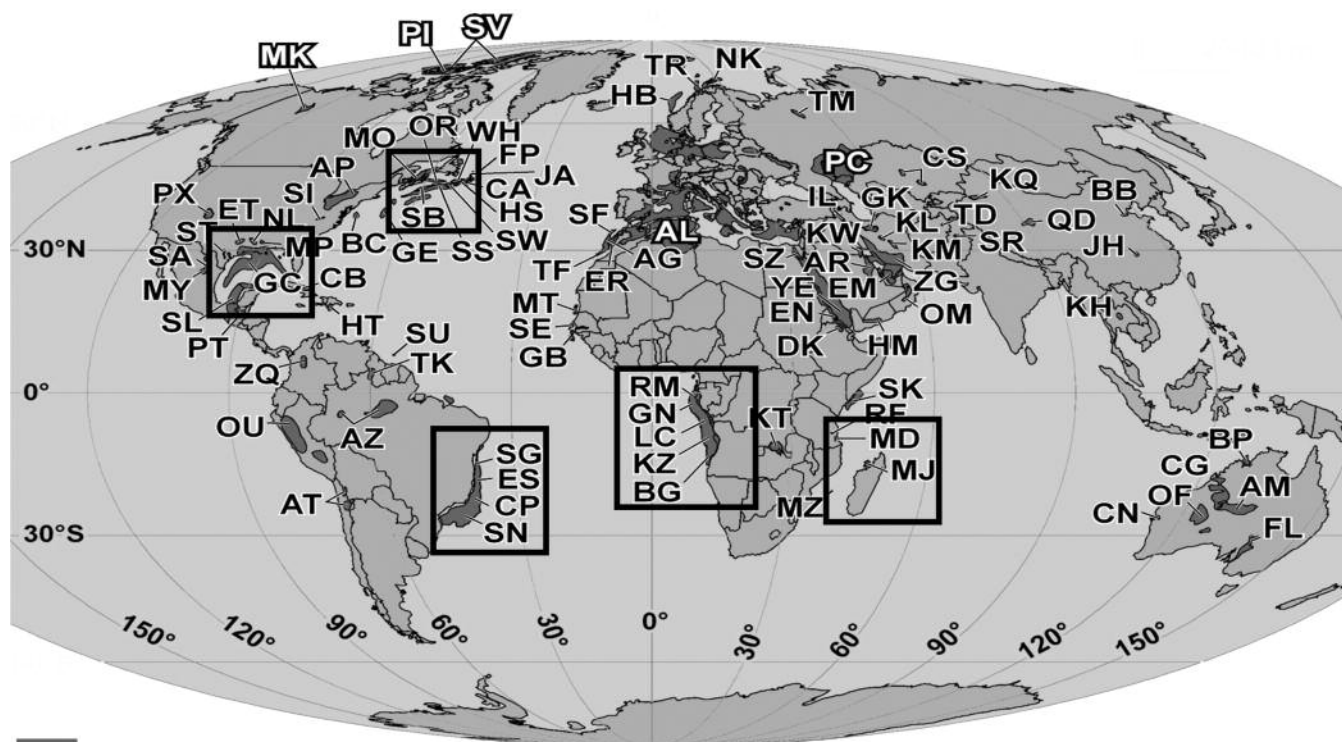 PI SV
MK
TR NK
HB
TM
MO OR WH
FP
AP
PC
CS
JA
CA
KQ
BB
PX
SI
SB
HS
SF
IL
GK
ET NI
BC
GE
SS
SW
AL
KW
KL
TD
QD
30°N
MP
KM
SR
JH
SA
TF
ER
AG
SZ
AR
MY
GC
CB
YE
EM
ZG
SL
HT
MT
EN
OM
KH
PT
SU
SE
DK
HM
ZQ
TK
GB
0°
RM
SK
OU
AZ
GN
KT
LC
MD
BP
SG
KZ
MJ
CG
ES
BG
AT
CP
MZ
OF
AM
SN
CN
FL
30°S
150°
120°
90°
60°
30°
0°
30°
60°
90°
120°
150°